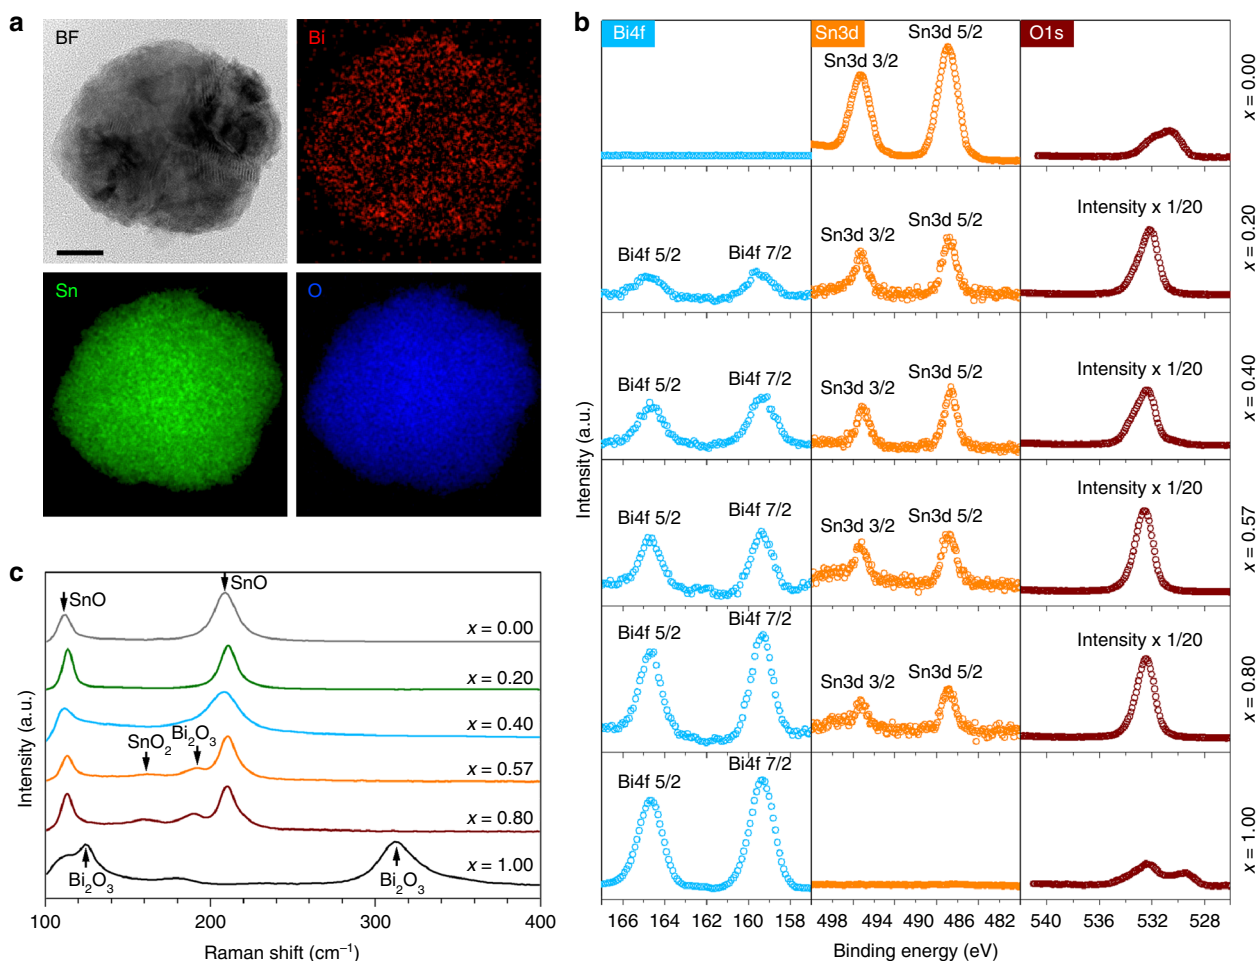 a
BF
Bi
Sn
O
b
Bi4f
Sn3d
O1s
Sn3d 3/2
Sn3d 5/2
x = 0.00
Bi4f 5/2
Bi4f 7/2
Sn3d 3/2
Sn3d 5/2
Intensity x 1/20
x = 0.20
Bi4f 5/2
Bi4f 7/2
Sn3d 3/2
Sn3d 5/2
Intensity x 1/20
x = 0.40
Bi4f 5/2
Bi4f 7/2
Sn3d 3/2
Sn3d 5/2
Intensity x 1/20
x = 0.57
Bi4f 5/2
Bi4f 7/2
Sn3d 3/2
Sn3d 5/2
Intensity x 1/20
x = 0.80
Bi4f 5/2
Bi4f 7/2
x = 1.00
Intensity (a.u.)
166 164 162 160 158 498 494 490 486 482 540 536 532 528
Binding energy (eV)
c
SnO
SnO
x = 0.00
x = 0.20
x = 0.40
SnO₂
Bi₂O₃
x = 0.57
x = 0.80
x = 1.00
Bi₂O₃
Bi₂O₃
Intensity (a.u.)
100 200 300 400
Raman shift (cm⁻¹)